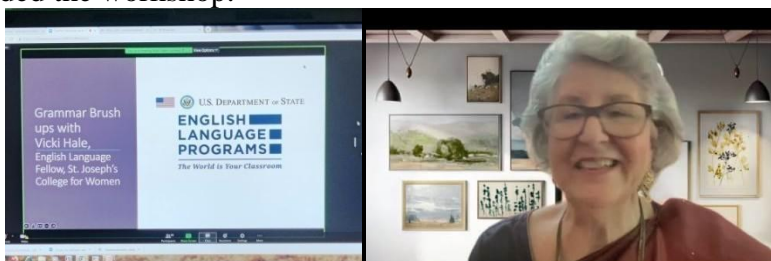 ded the workshop.
Grammar Brush
ups with
Vicki Hale,
English Language
Fellow, St. Joseph's
College for Women
U.S. DEPARTMENT OF STATE
ENGLISH
LANGUAGE
PROGRAMS
The World is Your Classroom